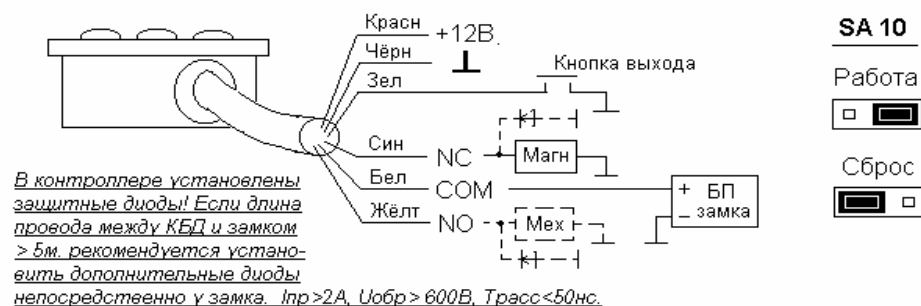 Красн +12В.
Чёрн
Зел
Кнопка выхода
Син NC Магн
Бел COM + БП
– замка
Жёлт NO Мех
В контроллере установлены
защитные диоды! Если длина
провода между КБД и замком
> 5м. рекомендуется устано-
вить дополнительные диоды
непосредственно у замка. Iпр>2А, Uобр> 600В, Трасс<50нс.
SA 10
Работа
Сброс